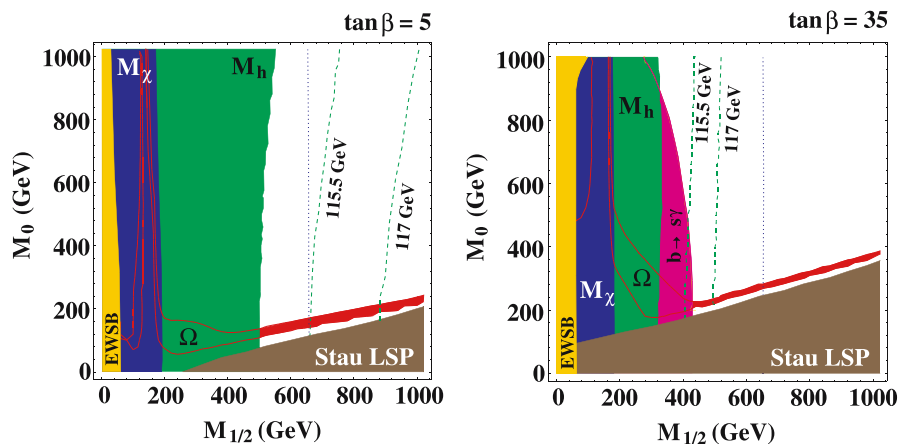 tan β = 5
1000
800
600
400
200
0
M₀ (GeV)
Mχ
Mh
115.5 GeV
117 GeV
EWSB
Ω
Stau LSP
0 200 400 600 800 1000
M1/2 (GeV)
tan β = 35
1000
800
600
400
200
0
M₀ (GeV)
Mh
115.5 GeV
117 GeV
b→ sγ
Ω
Mχ
EWSB
Stau LSP
0 200 400 600 800 1000
M1/2 (GeV)